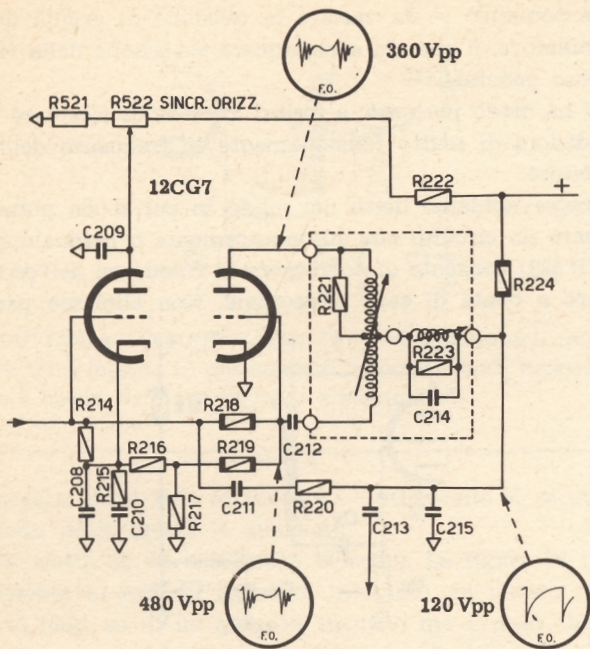 360 Vpp
F.O.
R521
R522
SINCR. ORIZZ.
12CG7
R222
+
C209
R221
R224
R223
C214
R214
R218
C212
R216
R219
C208
R215
C210
R217
C211
R220
C213
C215
480 Vpp
F.O.
120 Vpp
F.O.